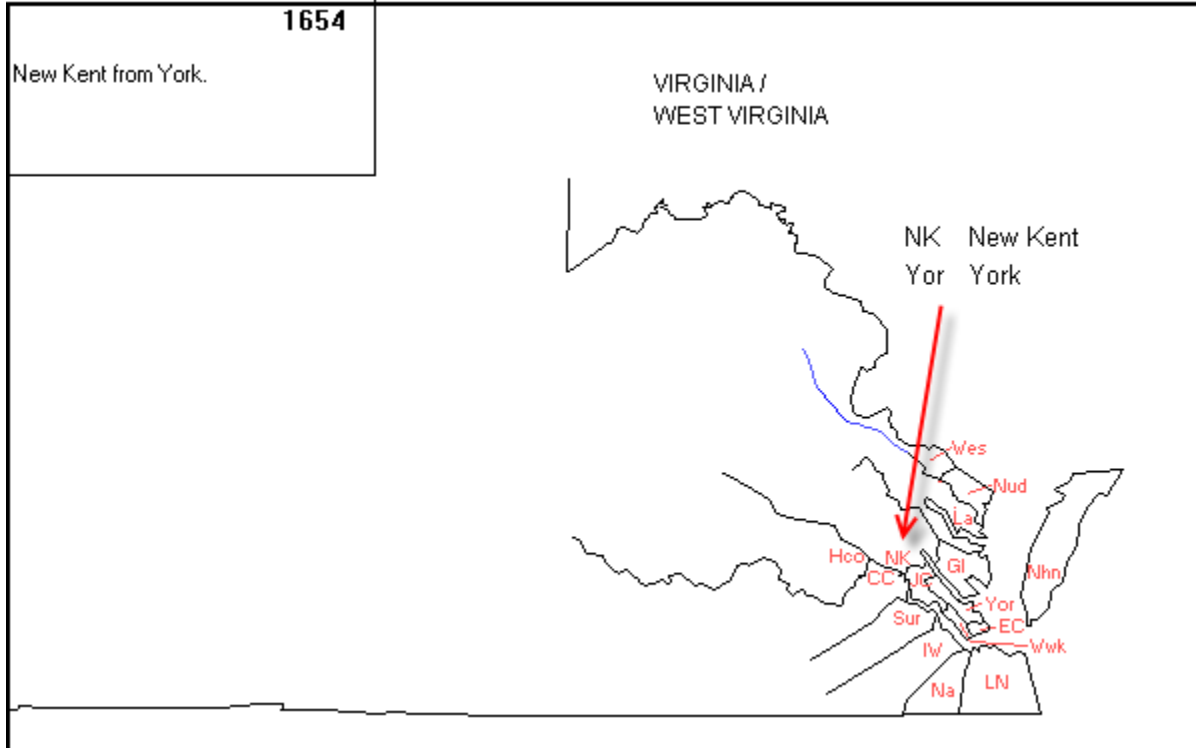 1654
New Kent from York.
VIRGINIA /
WEST VIRGINIA
NK New Kent
Yor York
Wes
Nud
La
Hco
NK
GI
Nhn
CC
JC
Yor
Sur
EC
IW
Wwk
Na
LN